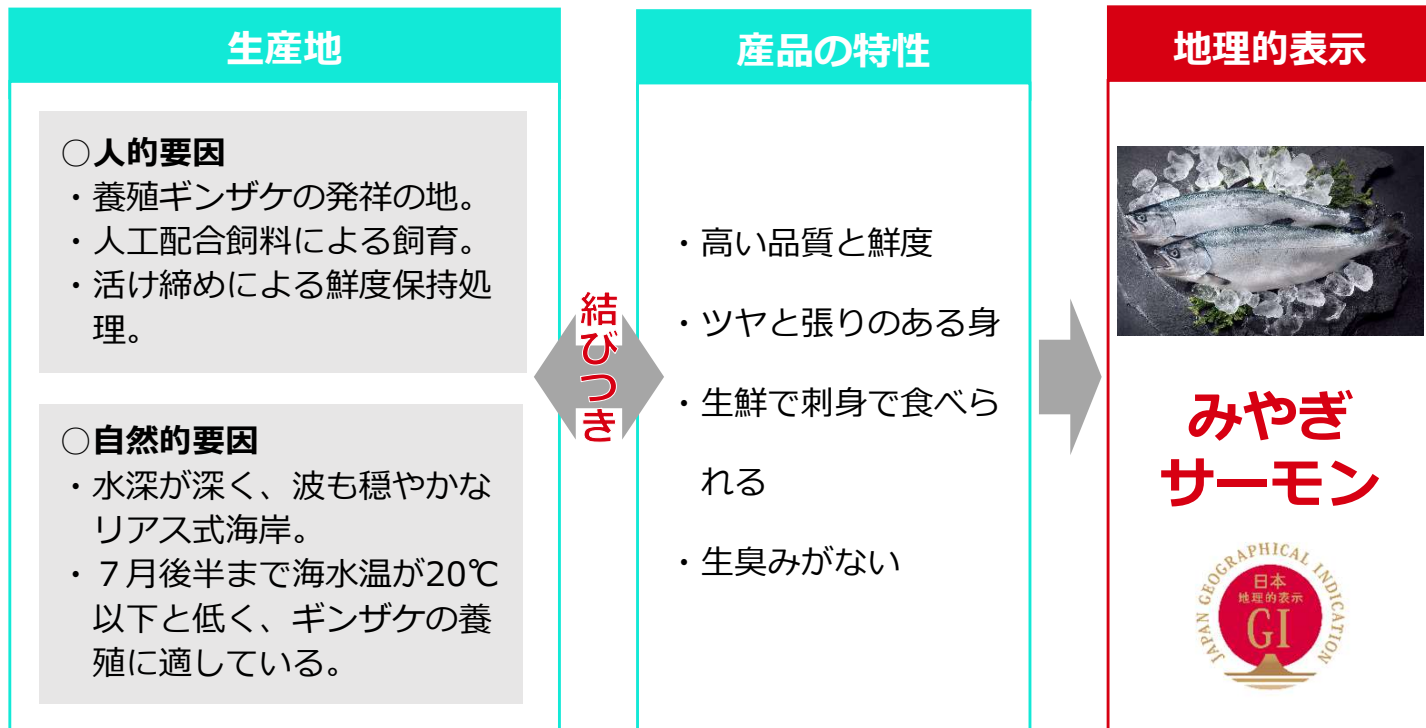 生産地
○人的要因
・養殖ギンザケの発祥の地。
・人工配合飼料による飼育。
・活け締めによる鮮度保持処
理。
○自然的要因
・水深が深く、波も穏やかな
リアス式海岸。
・７月後半まで海水温が20℃
以下と低く、ギンザケの養
殖に適している。
結びつき
産品の特性
・高い品質と鮮度
・ツヤと張りのある身
・生鮮で刺身で食べら
れる
・生臭みがない
地理的表示
みやぎ
サーモン
JAPAN GEOGRAPHICAL INDICATION
日本
地理的表示
GI